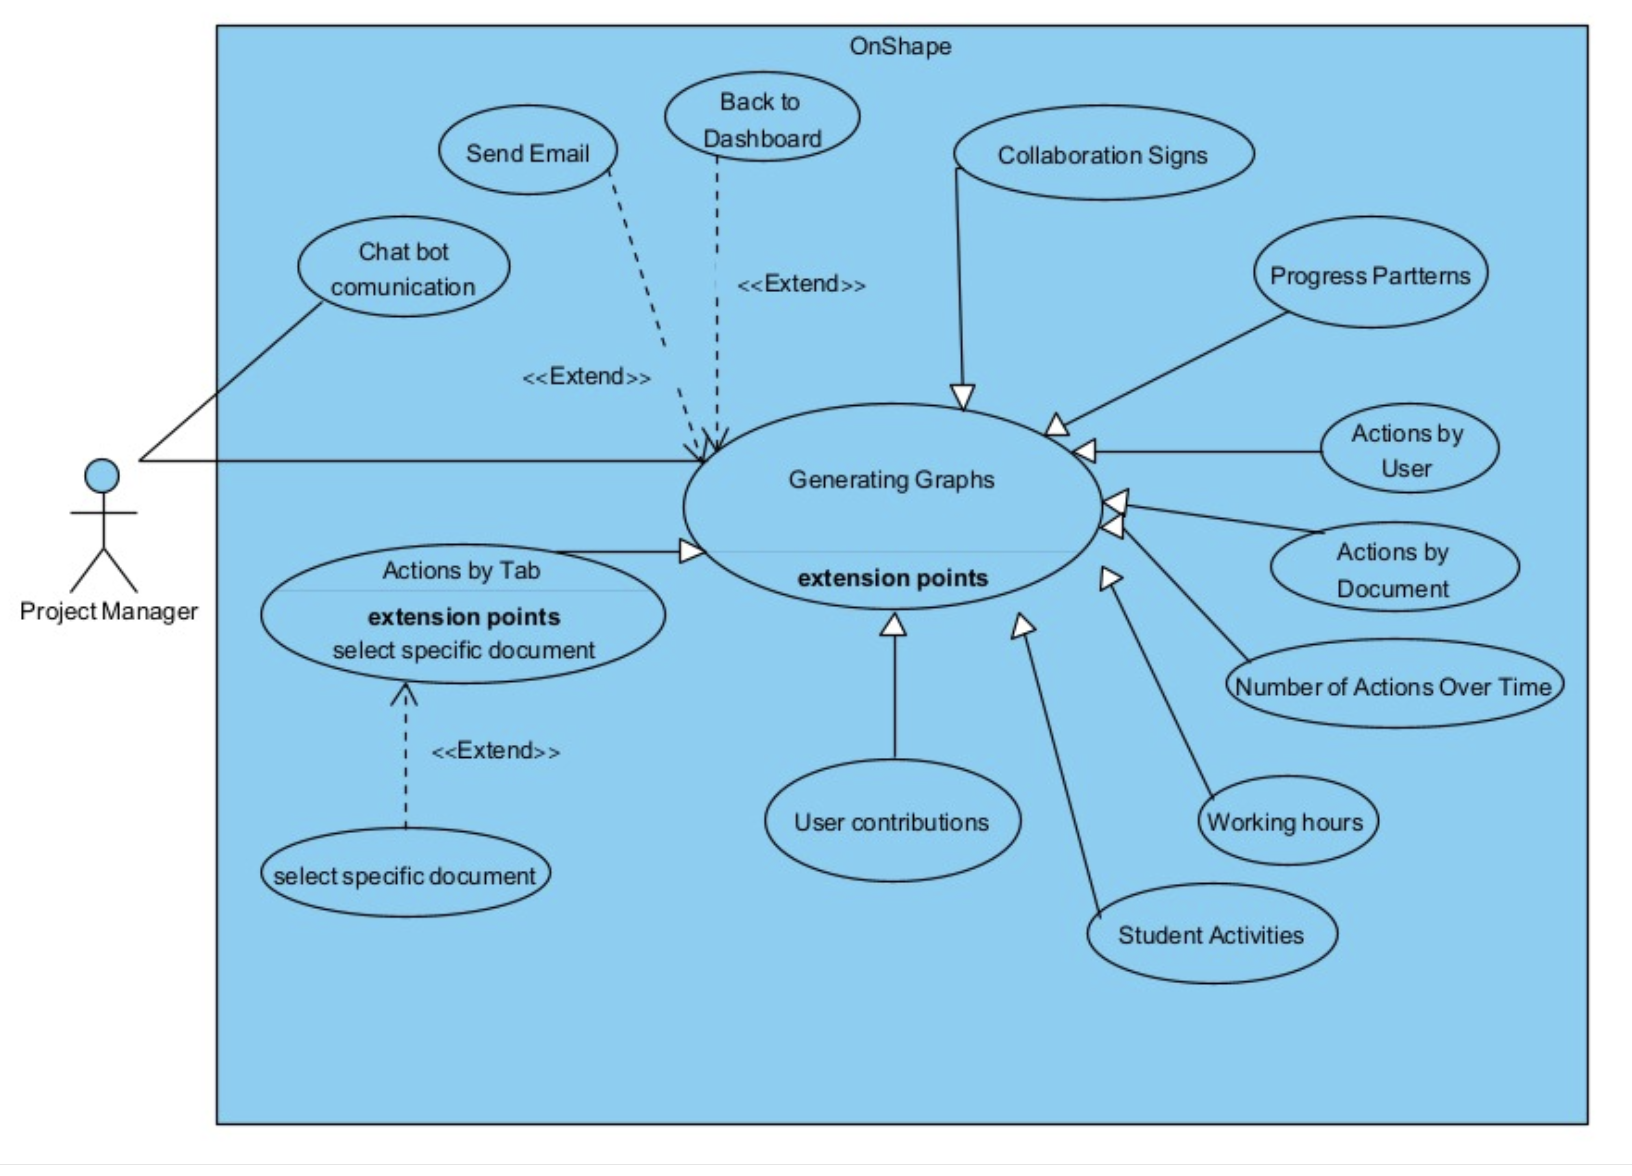 OnShape
Back to
Dashboard
Send Email
Collaboration Signs
Chat bot
comunication
Progress Partterns
<<Extend>>
<<Extend>>
Actions by
User
Generating Graphs
extension points
Actions by
Document
Project Manager
Actions by Tab
extension points
select specific document
Number of Actions Over Time
<<Extend>>
User contributions
Working hours
select specific document
Student Activities